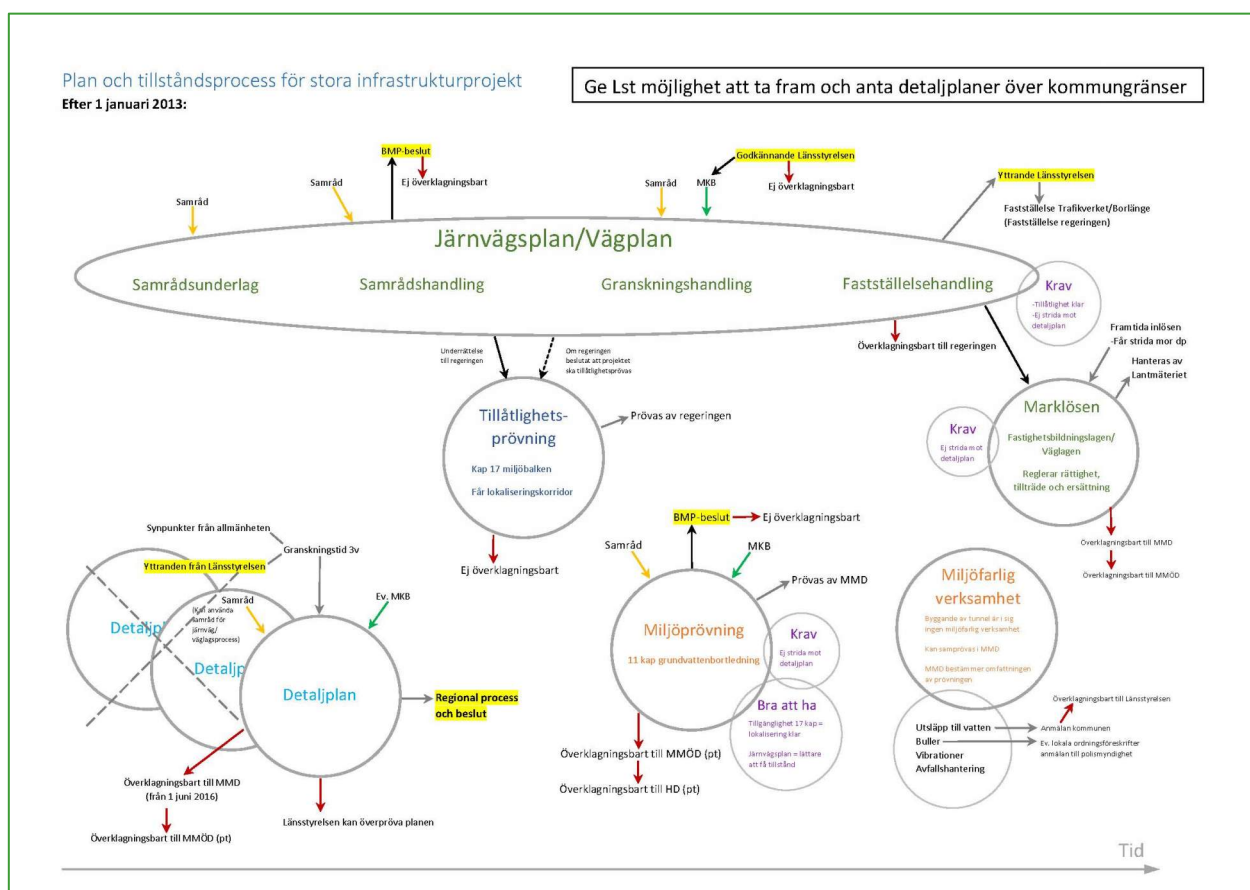 Plan och tillståndsprocess för stora infrastrukturprojekt
Efter 1 januari 2013:
Ge Lst möjlighet att ta fram och anta detaljplaner över kommungränser
BMP-beslut
Ej överklagningsbart
Samråd
Samråd
Godkännande Länsstyrelsen
Samråd
MKB
Ej överklagningsbart
Yttrande Länsstyrelsen
Fastställelse Trafikverket/Borlänge
(Fastställelse regeringen)
Järnvägsplan/Vägplan
Samrådsunderlag
Samrådshandling
Granskningshandling
Fastställelsehandling
Krav
-Tillåtlighet klar
-Ej strida mot
detaljplan
Underrättelse
till regeringen
Om regeringen
beslutat att projektet
ska tillåtlighetsprövas
Överklagningsbart till regeringen
Framtida inlösen
-Får strida mor dp
Hanteras av
Lantmäteriet
Tillåtlighets-
prövning
Kap 17 miljöbalken
Får lokaliseringskorridor
Prövas av regeringen
Ej överklagningsbart
Krav
Ej strida mot
detaljplan
Marklösen
Fastighetsbildningslagen/
Väglagen
Reglerar rättighet,
tillträde och ersättning
Överklagningsbart till MMD
Överklagningsbart till MMÖD
Synpunkter från allmänheten
Granskningstid 3v
Yttranden från Länsstyrelsen
Samråd
(Kan använda
samråd för
järnväg/
väglagsprocess)
Ev. MKB
Detaljplan
Detaljpl
Detaljplan
Regional process
och beslut
Överklagningsbart till MMD
(från 1 juni 2016)
Överklagningsbart till MMÖD (pt)
Länsstyrelsen kan överpröva planen
BMP-beslut
Ej överklagningsbart
Samråd
MKB
Prövas av MMD
Miljöprövning
11 kap grundvattenbortledning
Krav
Ej strida mot
detaljplan
Bra att ha
Tillgänglighet 17 kap =
lokalisering klar
Järnvägsplan = lättare
att få tillstånd
Överklagningsbart till MMÖD (pt)
Överklagningsbart till HD (pt)
Miljöfarlig
verksamhet
Byggande av tunnel är i sig
ingen miljöfarlig verksamhet
Kan samprövas i MMD
MMD bestämmer omfattningen
av prövningen
Utsläpp till vatten
Buller
Vibrationer
Avfallshantering
Överklagningsbart till Länsstyrelsen
Anmälan kommunen
Ev. lokala ordningsföreskrifter
anmälan till polismyndighet
Tid